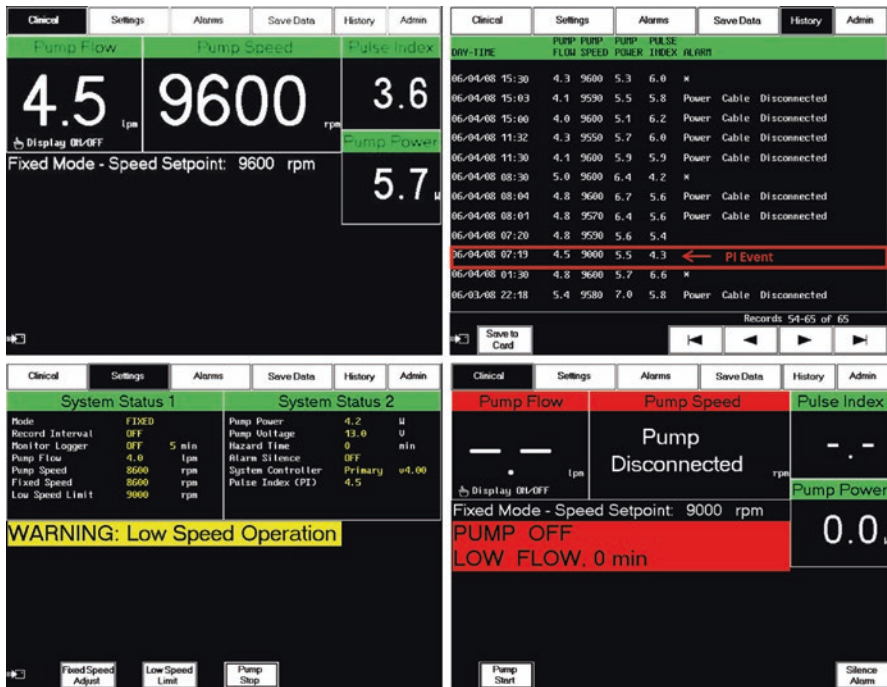 Clinical Settings Alarms Save Data History Admin
Pump Flow Pump Speed Pulse Index
4.5 lpm 9600 rpm 3.6
Display ON/OFF
Pump Power
5.7 W
Fixed Mode - Speed Setpoint: 9600 rpm
Clinical Settings Alarms Save Data History Admin
PUMP PUMP PUMP PULSE
DAY-TIME FLOW SPEED POWER INDEX ALARM
06/04/08 15:30 4.3 9600 5.3 6.0 *
06/04/08 15:03 4.1 9590 5.5 5.8 Power Cable Disconnected
06/04/08 15:00 4.0 9600 5.1 6.2 Power Cable Disconnected
06/04/08 11:32 4.3 9550 5.7 6.0 Power Cable Disconnected
06/04/08 11:30 4.1 9600 5.9 5.9 Power Cable Disconnected
06/04/08 08:30 5.0 9600 6.4 4.2 *
06/04/08 08:04 4.8 9600 6.7 5.6 Power Cable Disconnected
06/04/08 08:01 4.8 9570 6.4 5.6 Power Cable Disconnected
06/04/08 07:20 4.8 9590 5.6 5.4
06/04/08 07:19 4.5 9000 5.5 4.3 ← PI Event
06/04/08 01:30 4.8 9600 5.7 6.6 *
06/03/08 22:18 5.4 9580 7.0 5.8 Power Cable Disconnected
Records 54-65 of 65
Save to
Card
Clinical Settings Alarms Save Data History Admin
System Status 1 System Status 2
Mode FIXED Pump Power 4.2 W
Record Interval OFF Pump Voltage 13.0 V
Monitor Logger OFF 5 min Hazard Time 0 min
Pump Flow 4.0 lpm Alarm Silence OFF
Pump Speed 8600 rpm System Controller Primary v4.00
Fixed Speed 8600 rpm Pulse Index (PI) 4.5
Low Speed Limit 9000 rpm
WARNING: Low Speed Operation
Fixed Speed
Adjust
Low Speed
Limit
Pump
Stop
Clinical Settings Alarms Save Data History Admin
Pump Flow Pump Speed Pulse Index
--.- lpm Pump
Disconnected rpm -.-
Display ON/OFF
Pump Power
0.0
Fixed Mode - Speed Setpoint: 9000 rpm
PUMP OFF
LOW FLOW, 0 min
Pump
Start
Silence
Alarm